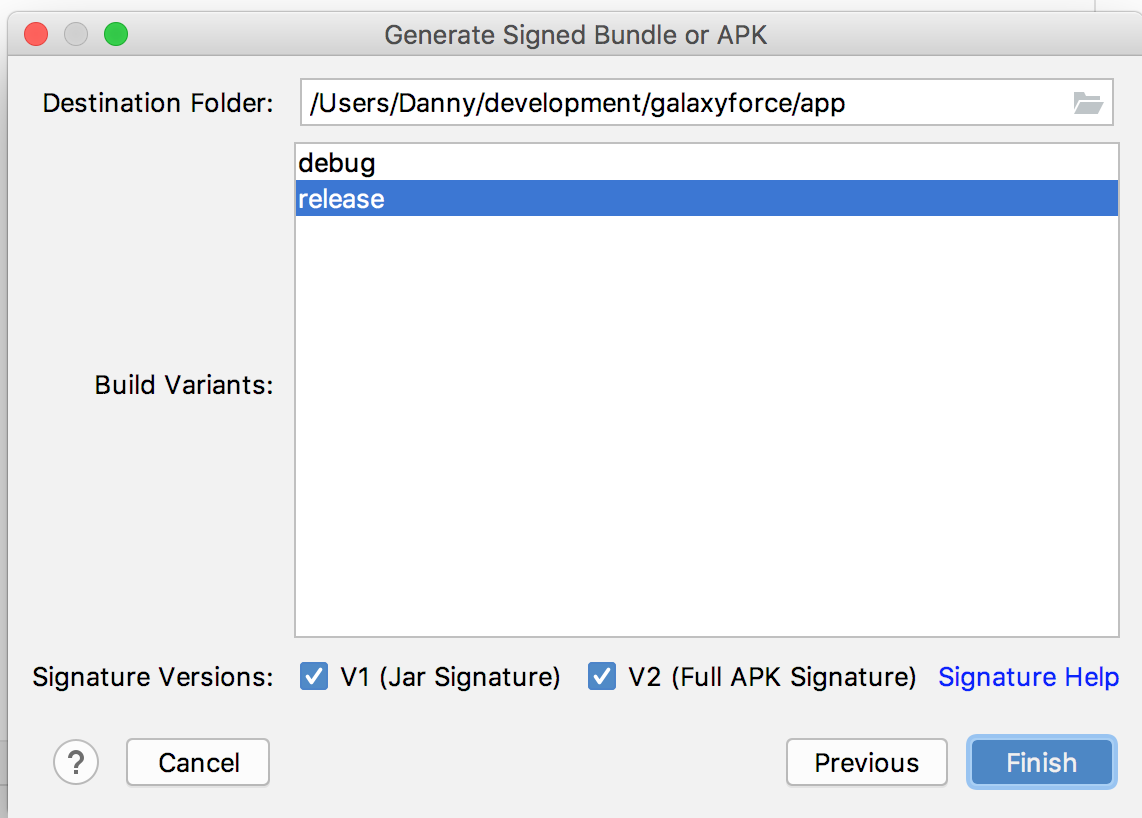 Generate Signed Bundle or APK
Destination Folder: /Users/Danny/development/galaxyforce/app
debug
release
Build Variants:
Signature Versions: V1 (Jar Signature) V2 (Full APK Signature) Signature Help
? Cancel Previous Finish